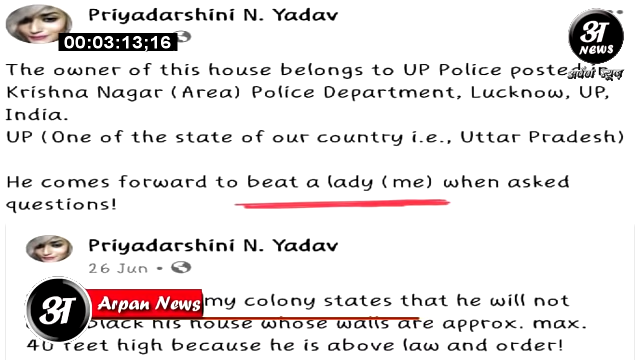 Priyadarshini N. Yadav
00:03:13;16
अ
NEWS
The owner of this house belongs to UP Police posted in
Krishna Nagar (Area) Police Department, Lucknow, UP,
India.
UP (One of the state of our country i.e., Uttar Pradesh)
He comes forward to beat a lady (me) when asked
questions!
Priyadarshini N. Yadav
26 Jun
अ
Arpan News
my colony states that he will not
black his house whose walls are approx. max.
40 feet high because he is above law and order!